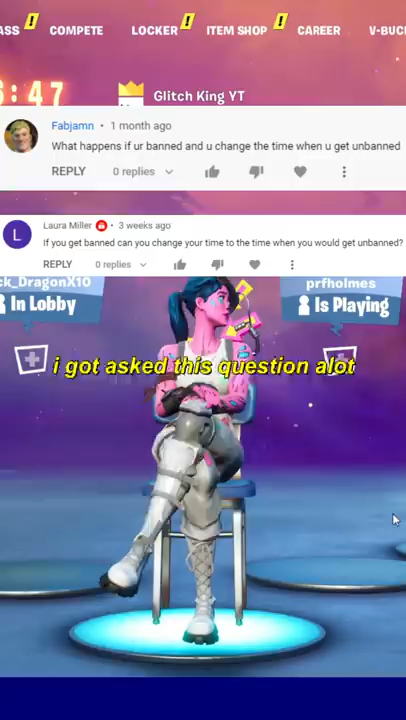 ASS ! COMPETE LOCKER ! ITEM SHOP ! CAREER V-BUC
:47
Glitch King YT
Fabjamn • 1 month ago
What happens if ur banned and u change the time when u get unbanned
REPLY 0 replies
L
Laura Miller • 3 weeks ago
If you get banned can you change your time to the time when you would get unbanned?
REPLY 0 replies
ck_DragonX10 prfholmes
In Lobby Is Playing
i got asked this question alot